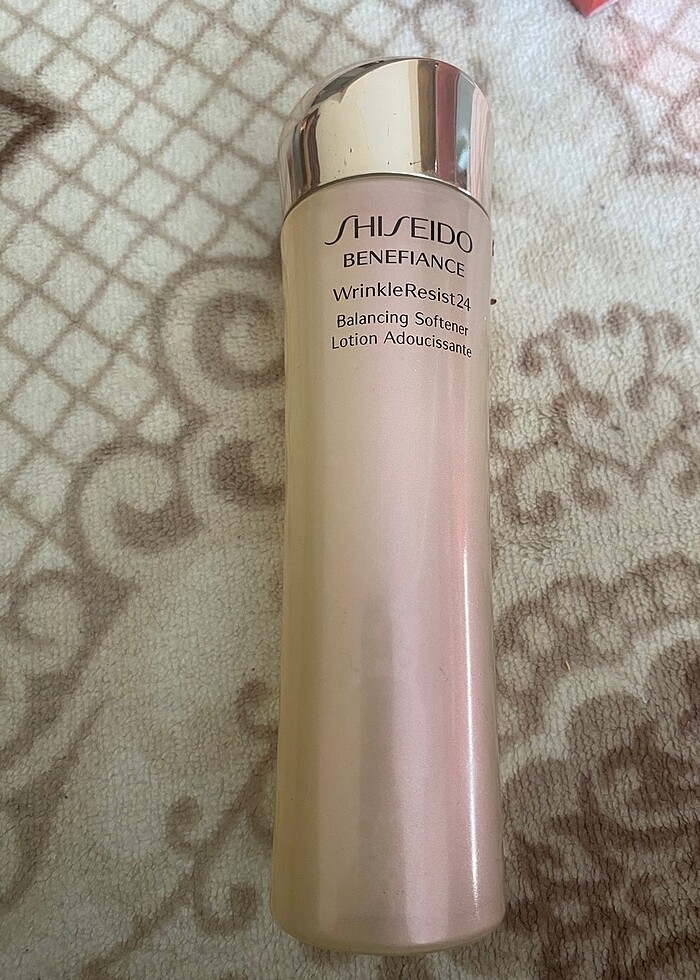 SHISEIDO
BENEFIANCE
WrinkleResist24
Balancing Softener
Lotion Adoucissante